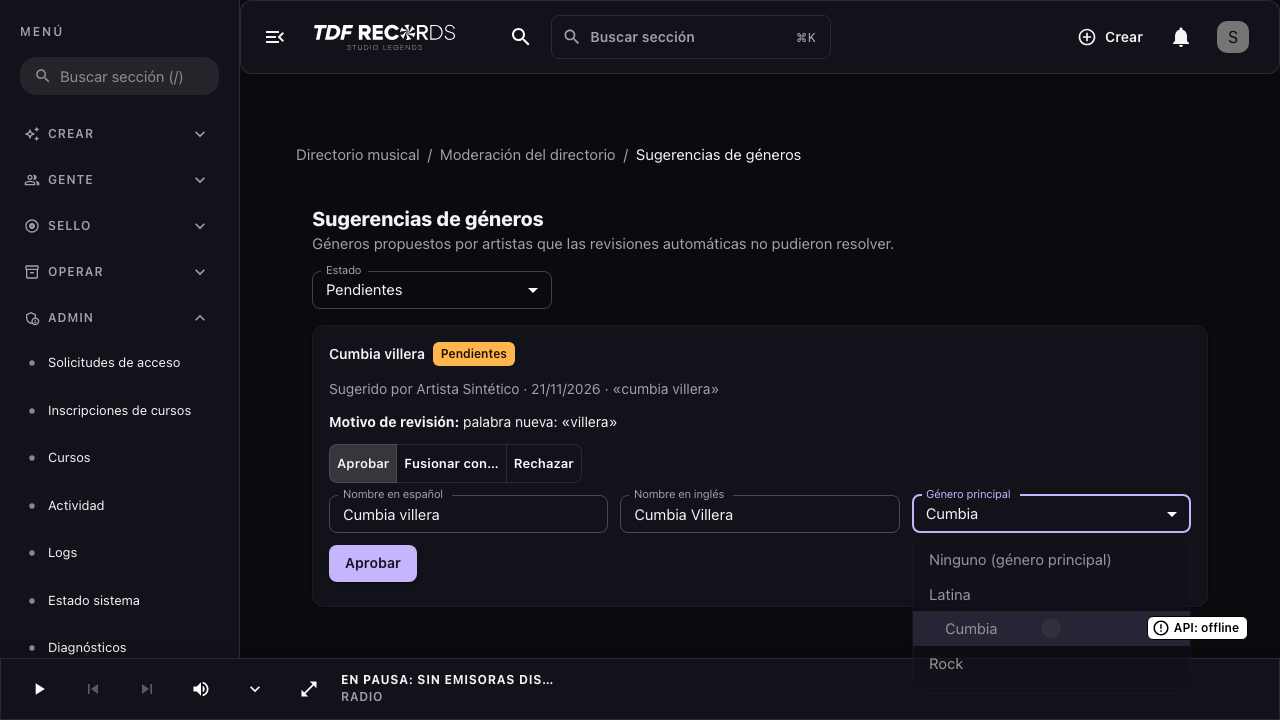 MENÚ
Buscar sección (/)
CREAR
GENTE
SELLO
OPERAR
ADMIN
Solicitudes de acceso
Inscripciones de cursos
Cursos
Actividad
Logs
Estado sistema
Diagnósticos
TDF RECORDS
STUDIO LEGENDS
Buscar sección ⌘K
Crear
S
Directorio musical / Moderación del directorio / Sugerencias de géneros
Sugerencias de géneros
Géneros propuestos por artistas que las revisiones automáticas no pudieron resolver.
Estado
Pendientes
Cumbia villera Pendientes
Sugerido por Artista Sintético · 21/11/2026 · «cumbia villera»
Motivo de revisión: palabra nueva: «villera»
Aprobar Fusionar con... Rechazar
Nombre en español
Cumbia villera
Nombre en inglés
Cumbia Villera
Género principal
Cumbia
Aprobar
Ninguno (género principal)
Latina
Cumbia
Rock
API: offline
EN PAUSA: SIN EMISORAS DIS...
RADIO